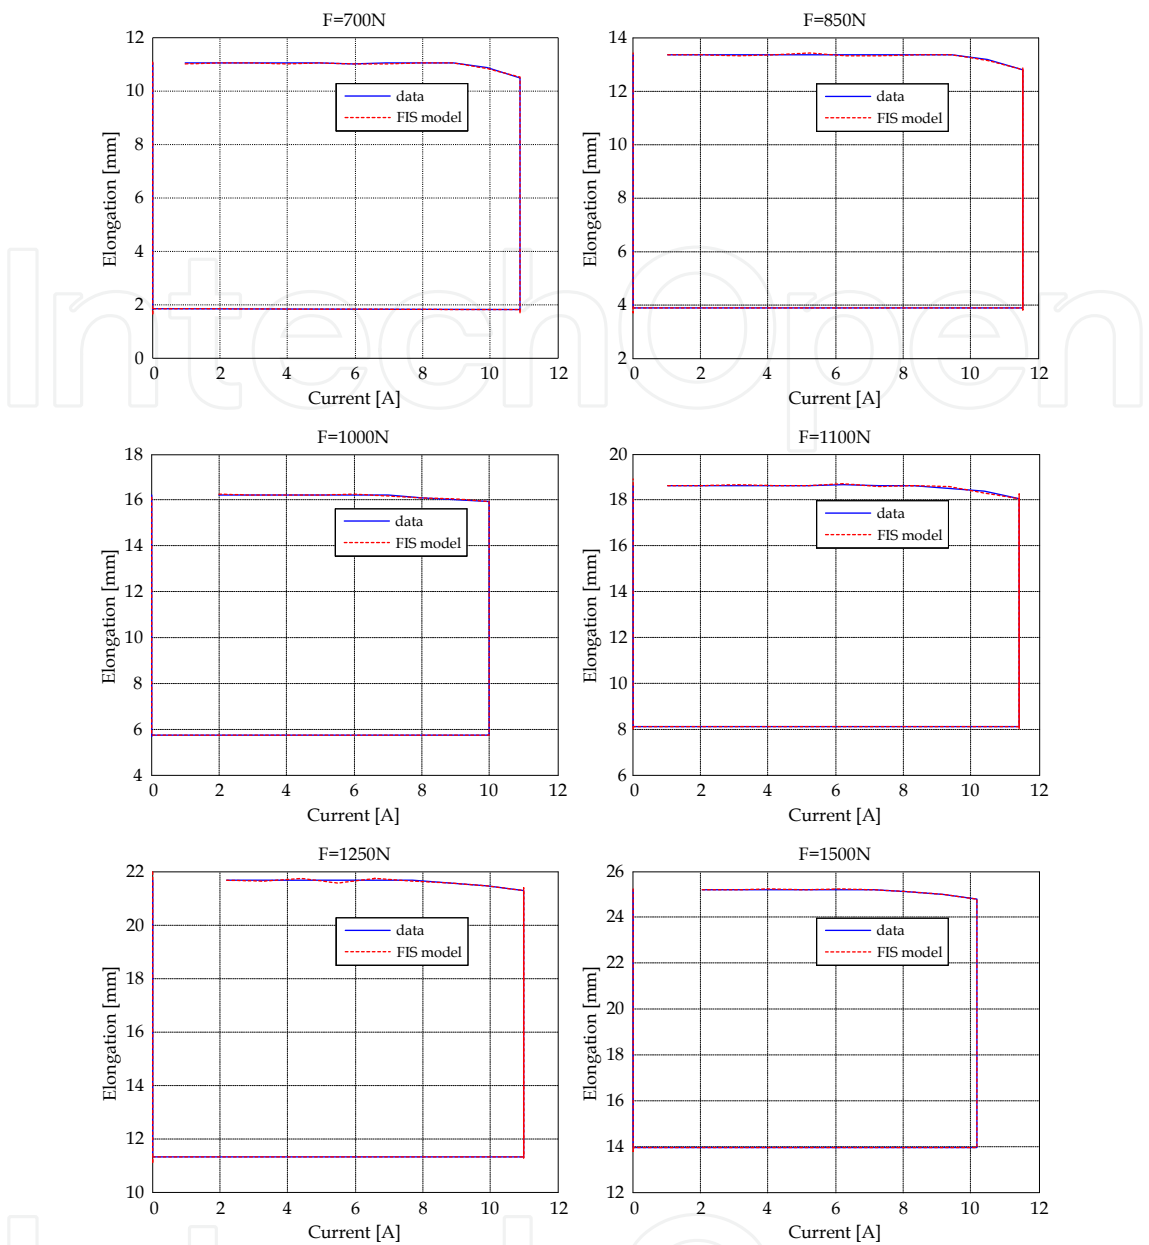 F=700N
12
10
8
6
4
2
0
Elongation [mm]
data
FIS model
0 2 4 6 8 10 12
Current [A]
F=850N
14
12
10
8
6
4
2
Elongation [mm]
data
FIS model
0 2 4 6 8 10 12
Current [A]
F=1000N
18
16
14
12
10
8
6
4
Elongation [mm]
data
FIS model
0 2 4 6 8 10 12
Current [A]
F=1100N
20
18
16
14
12
10
8
6
Elongation [mm]
data
FIS model
0 2 4 6 8 10 12
Current [A]
F=1250N
22
20
18
16
14
12
10
Elongation [mm]
data
FIS model
0 2 4 6 8 10 12
Current [A]
F=1500N
26
25
22
20
24
18
16
14
12
Elongation [mm]
data
FIS model
0 2 4 6 8 10 12
Current [A]
IntechOpen